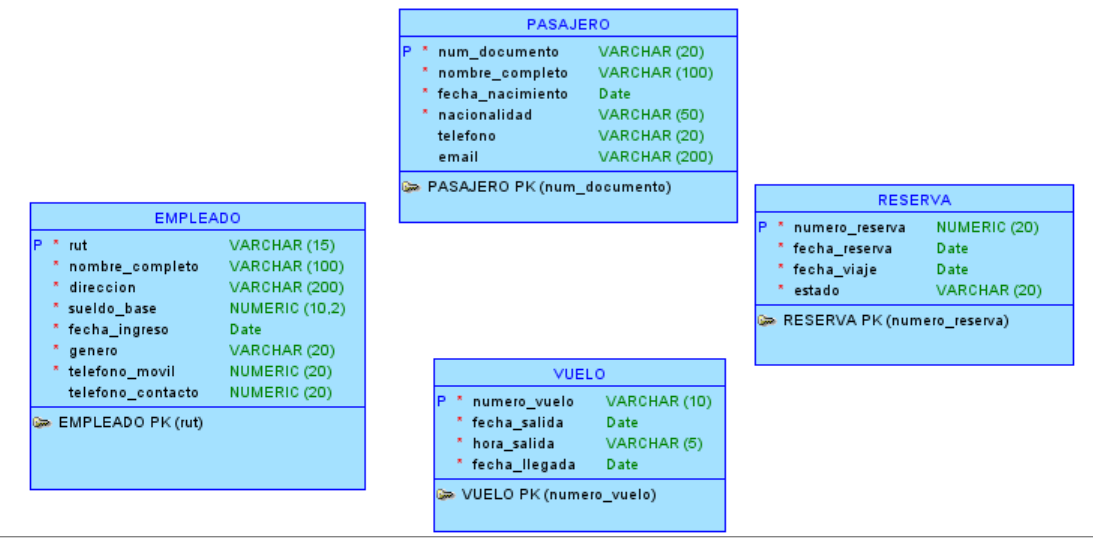 PASAJERO
P * num_documento VARCHAR (20)
* nombre_completo VARCHAR (100)
* fecha_nacimiento Date
* nacionalidad VARCHAR (50)
telefono VARCHAR (20)
email VARCHAR (200)
PASAJERO PK (num_documento)
EMPLEADO
P * rut VARCHAR (15)
* nombre_completo VARCHAR (100)
* direccion VARCHAR (200)
* sueldo_base NUMERIC (10,2)
* fecha_ingreso Date
* genero VARCHAR (20)
* telefono_movil NUMERIC (20)
telefono_contacto NUMERIC (20)
EMPLEADO PK (rut)
RESERVA
P * numero_reserva NUMERIC (20)
* fecha_reserva Date
* fecha_viaje Date
* estado VARCHAR (20)
RESERVA PK (numero_reserva)
VUELO
P * numero_vuelo VARCHAR (10)
* fecha_salida Date
* hora_salida VARCHAR (5)
* fecha_llegada Date
VUELO PK (numero_vuelo)